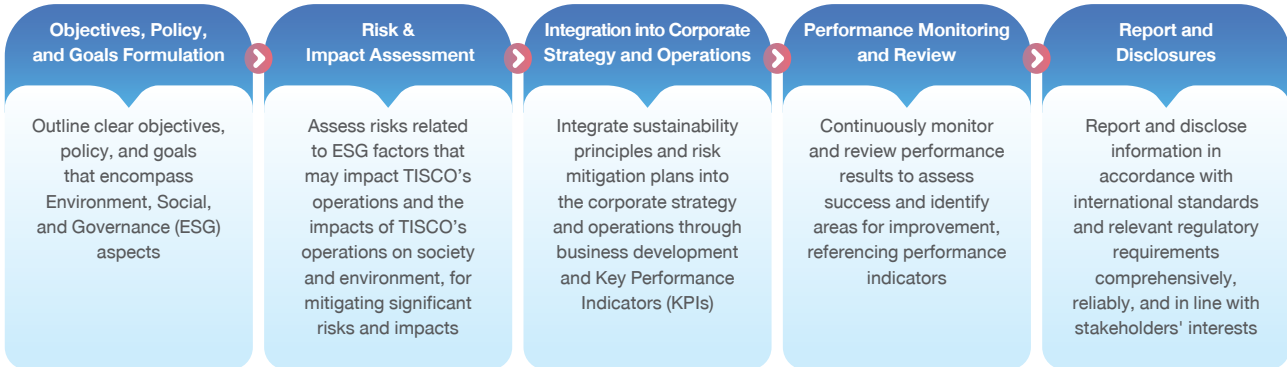 Objectives, Policy,
and Goals Formulation
Outline clear objectives,
policy, and goals
that encompass
Environment, Social,
and Governance (ESG)
aspects
Risk &
Impact Assessment
Assess risks related
to ESG factors that
may impact TISCO's
operations and the
impacts of TISCO's
operations on society
and environment, for
mitigating significant
risks and impacts
Integration into Corporate
Strategy and Operations
Integrate sustainability
principles and risk
mitigation plans into
the corporate strategy
and operations through
business development
and Key Performance
Indicators (KPIs)
Performance Monitoring
and Review
Continuously monitor
and review performance
results to assess
success and identify
areas for improvement,
referencing performance
indicators
Report and
Disclosures
Report and disclose
information in
accordance with
international standards
and relevant regulatory
requirements
comprehensively,
reliably, and in line with
stakeholders' interests